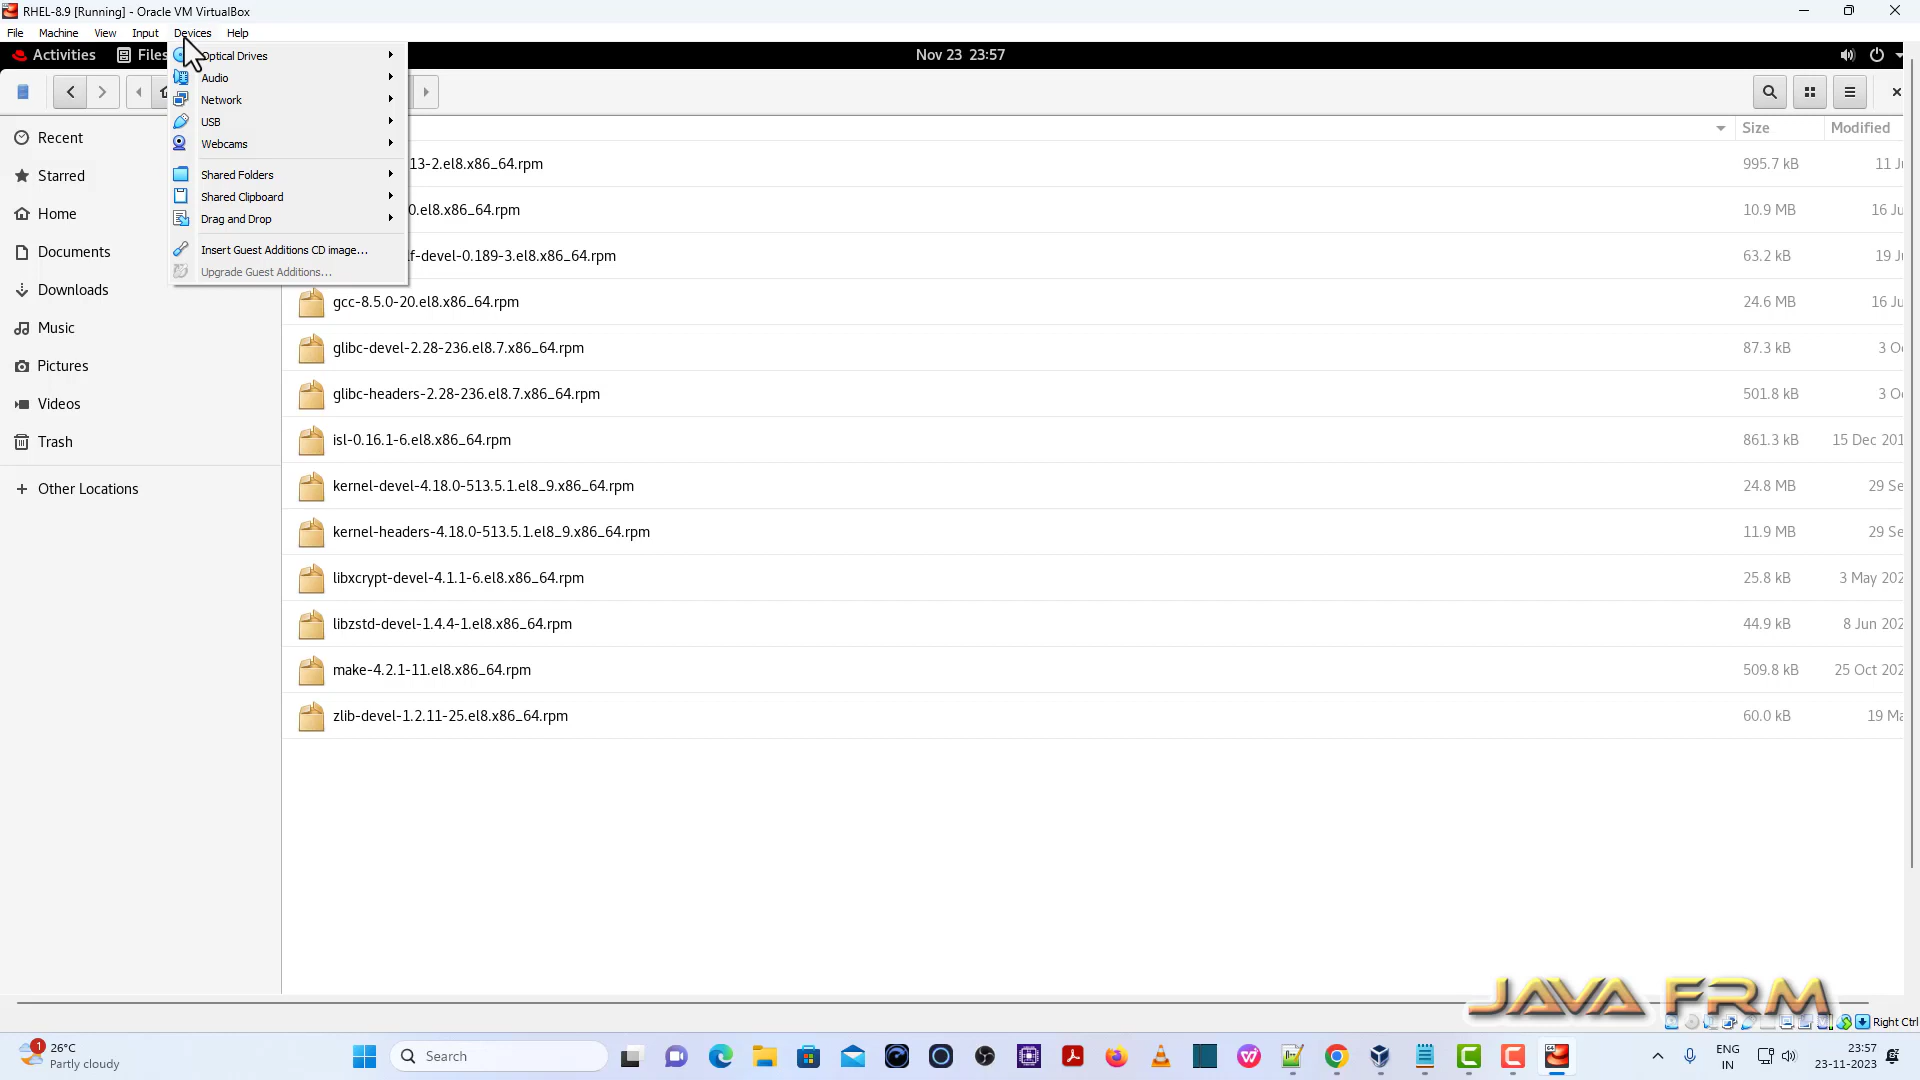 RHEL-8.9 [Running] - Oracle VM VirtualBox
File Machine View Input Devices Help
Activities Files Nov 23 23:57
Optical Drives
Audio
Network
USB
Webcams
Shared Folders
Shared Clipboard
Drag and Drop
Insert Guest Additions CD image...
Upgrade Guest Additions...
Recent
Starred
Home
Documents
Downloads
Music
Pictures
Videos
Trash
Other Locations
Size Modified
13-2.el8.x86_64.rpm 995.7 kB 11
0.el8.x86_64.rpm 10.9 MB 16
lf-devel-0.189-3.el8.x86_64.rpm 63.2 kB 19
gcc-8.5.0-20.el8.x86_64.rpm 24.6 MB 16
glibc-devel-2.28-236.el8.7.x86_64.rpm 87.3 kB 3
glibc-headers-2.28-236.el8.7.x86_64.rpm 501.8 kB 3
isl-0.16.1-6.el8.x86_64.rpm 861.3 kB 15 Dec 201
kernel-devel-4.18.0-513.5.1.el8_9.x86_64.rpm 24.8 MB 29 Se
kernel-headers-4.18.0-513.5.1.el8_9.x86_64.rpm 11.9 MB 29 Se
libxcrypt-devel-4.1.1-6.el8.x86_64.rpm 25.8 kB 3 May 202
libzstd-devel-1.4.4-1.el8.x86_64.rpm 44.9 kB 8 Jun 202
make-4.2.1-11.el8.x86_64.rpm 509.8 kB 25 Oct 202
zlib-devel-1.2.11-25.el8.x86_64.rpm 60.0 kB 19 Ma
JAVA FRM
Right Ctrl
1
26°C
Partly cloudy
Search
ENG
IN
23:57
23-11-2023